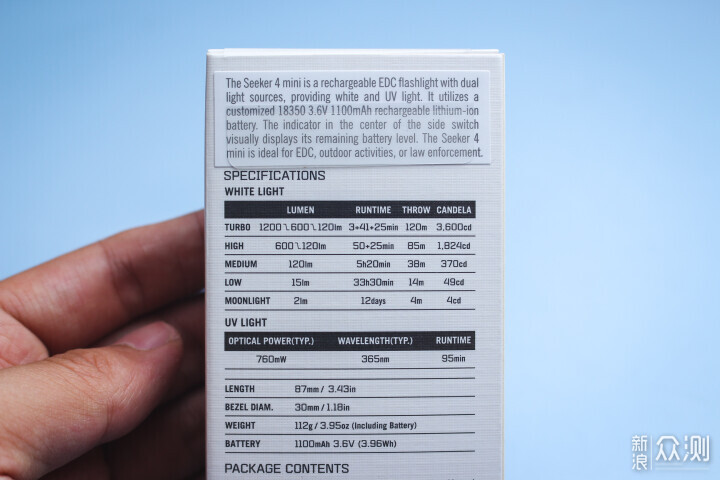 The Seeker 4 mini is a rechargeable EDC flashlight with dual
light sources, providing white and UV light. It utilizes a
customized 18350 3.6V 1100mAh rechargeable lithium-ion
battery. The indicator in the center of the side switch
visually displays its remaining battery level. The Seeker 4
mini is ideal for EDC, outdoor activities, or law enforcement.
SPECIFICATIONS
WHITE LIGHT
LUMEN RUNTIME THROW CANDELA
TURBO 1200~600~120lm 3+41+25min 120m 3,600cd
HIGH 600~120lm 50+25min 85m 1,824cd
MEDIUM 120lm 5h20min 38m 370cd
LOW 15lm 33h30min 14m 49cd
MOONLIGHT 2lm 12days 4m 4cd
UV LIGHT
OPTICAL POWER(TYP.) WAVELENGTH(TYP.) RUNTIME
760mW 365nm 95min
LENGTH 87mm / 3.43in
BEZEL DIAM. 30mm / 1.18in
WEIGHT 112g / 3.95oz (Including Battery)
BATTERY 1100mAh 3.6V (3.96Wh)
PACKAGE CONTENTS
新浪众测